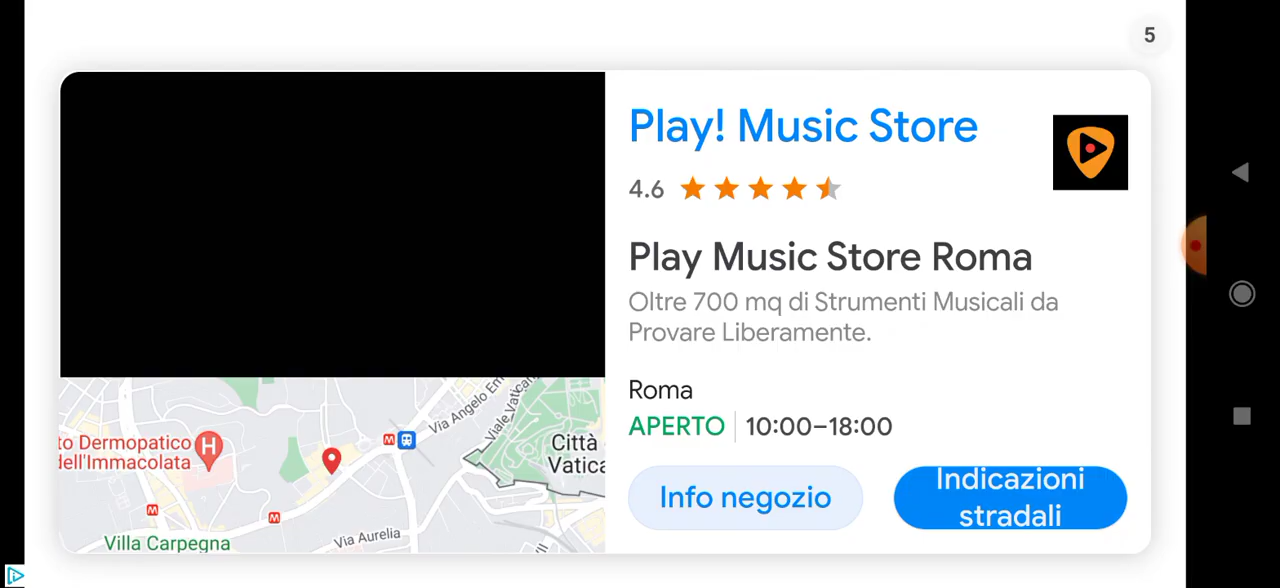 5
Play! Music Store
4.6
Play Music Store Roma
Oltre 700 mq di Strumenti Musicali da
Provare Liberamente.
Roma
APERTO 10:00–18:00
Info negozio
Indicazioni
stradali
Via Angelo Em
Viale Vatican
Città
Vatica
to Dermopatico
dell'Immacolata
H
M
M
M
Via Aurelia
Villa Carpegna